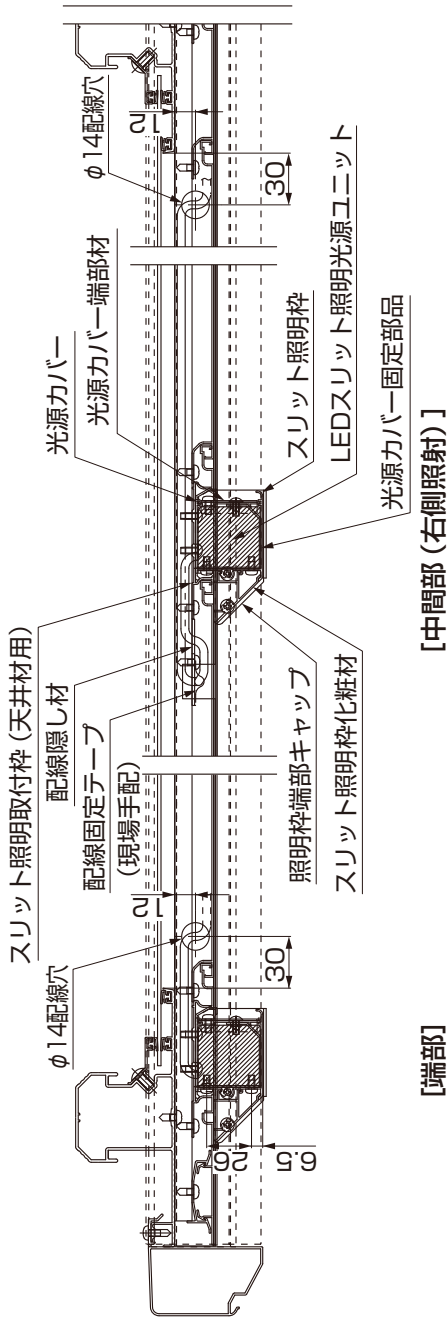 スリット照明取付枠（天井材用）
配線隠し材
配線固定テープ
（現場手配）
光源カバー
光源カバー端部材
φ14配線穴
φ14配線穴
12
12
30
30
26
6.5
照明枠端部キャップ
スリット照明枠化粧材
スリット照明枠
LEDスリット照明光源ユニット
光源カバー固定部品
[端部]
[中間部（右側照射）]